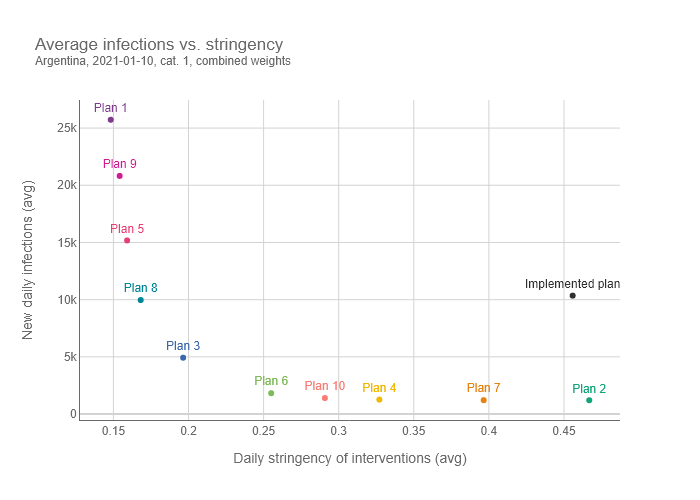 Average infections vs. stringency
Argentina, 2021-01-10, cat. 1, combined weights
Plan 1
25k
Plan 9
20k
Plan 5
15k
Plan 8
Implemented plan
10k
Plan 3
5k
Plan 6
Plan 10
Plan 4
Plan 7
Plan 2
0
0.15
0.2
0.25
0.3
0.35
0.4
0.45
New daily infections (avg)
Daily stringency of interventions (avg)